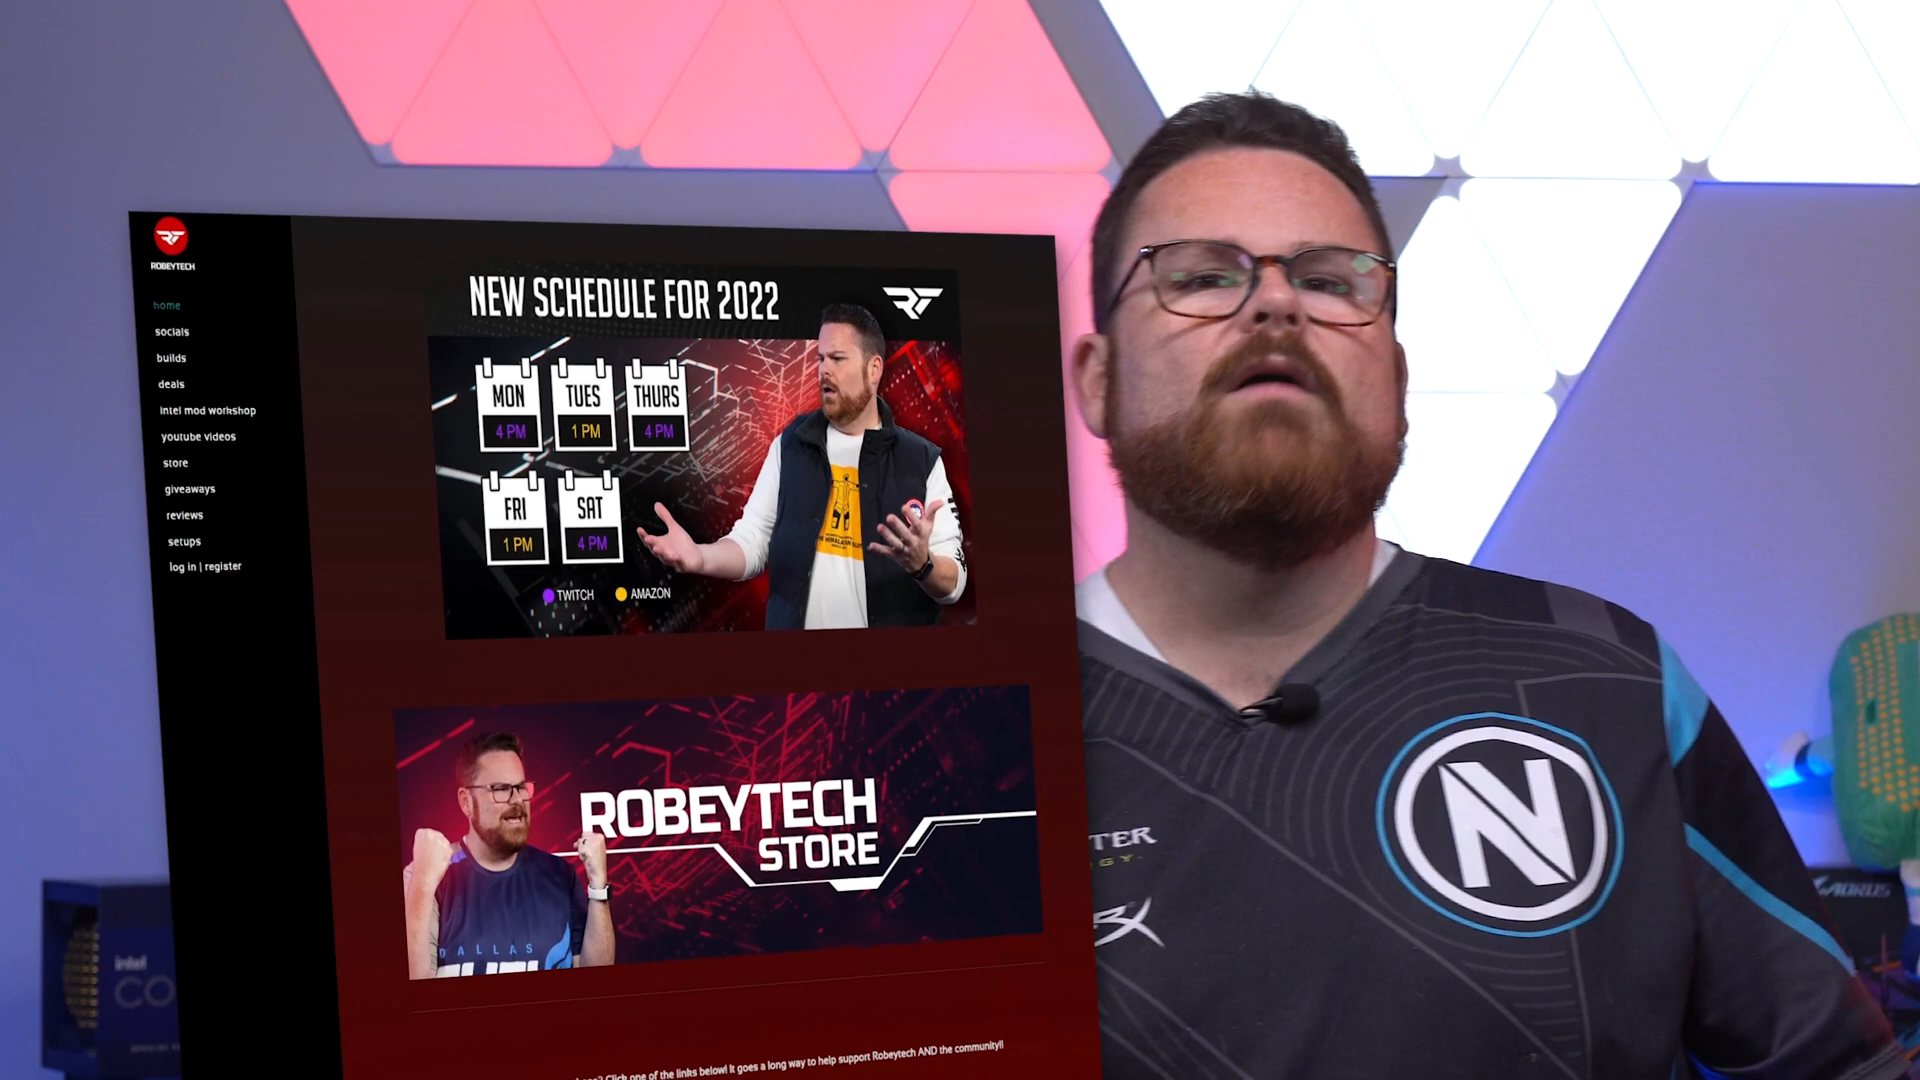 ROBEYTECH
home
socials
builds
deals
intel mod workshop
youtube videos
store
giveaways
reviews
setups
log in | register
NEW SCHEDULE FOR 2022
MON TUES THURS
4 PM 1 PM 4 PM
FRI SAT
1 PM 4 PM
TWITCH AMAZON
ROBEYTECH
STORE
DALLAS
Click one of the links below! It goes a long way to help support Robeytech AND the community!!
N
AORUS
intel